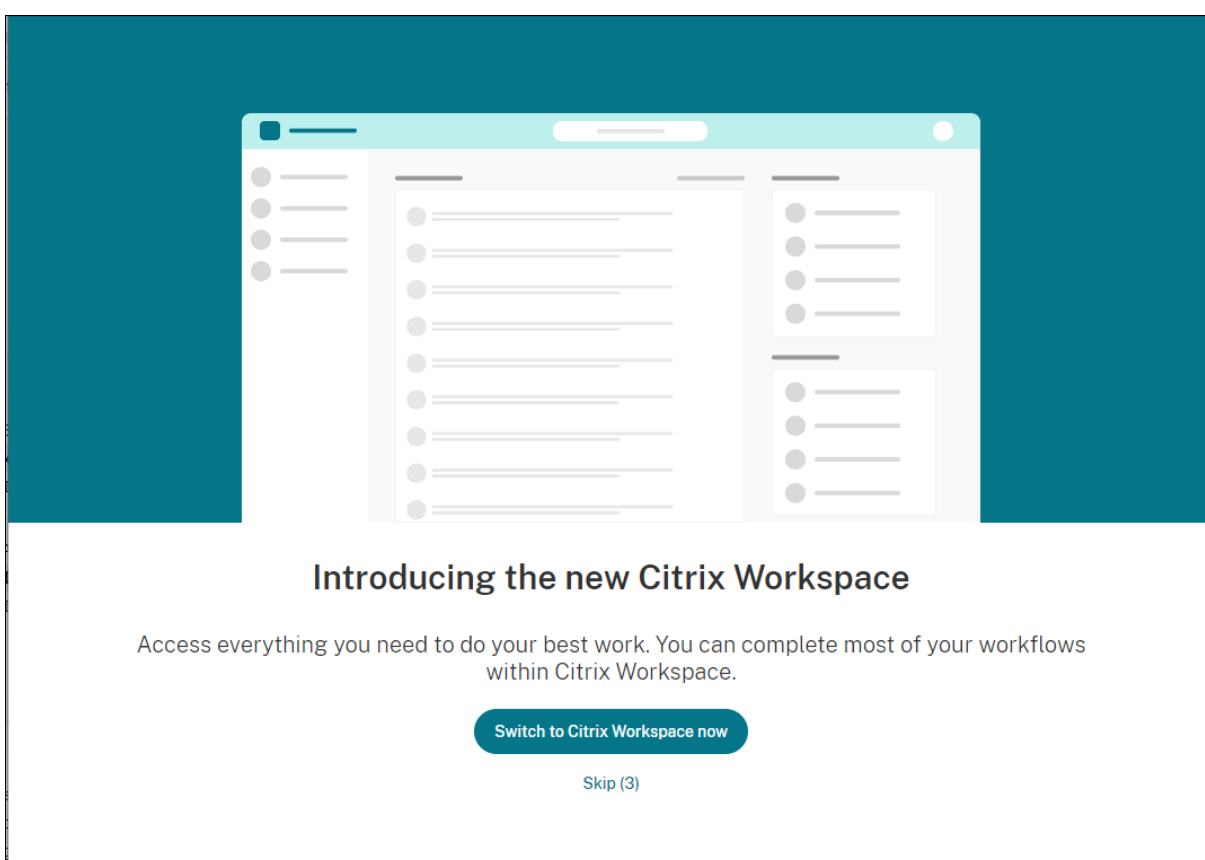 Introducing the new Citrix Workspace
Access everything you need to do your best work. You can complete most of your workflows
within Citrix Workspace.
Switch to Citrix Workspace now
Skip (3)